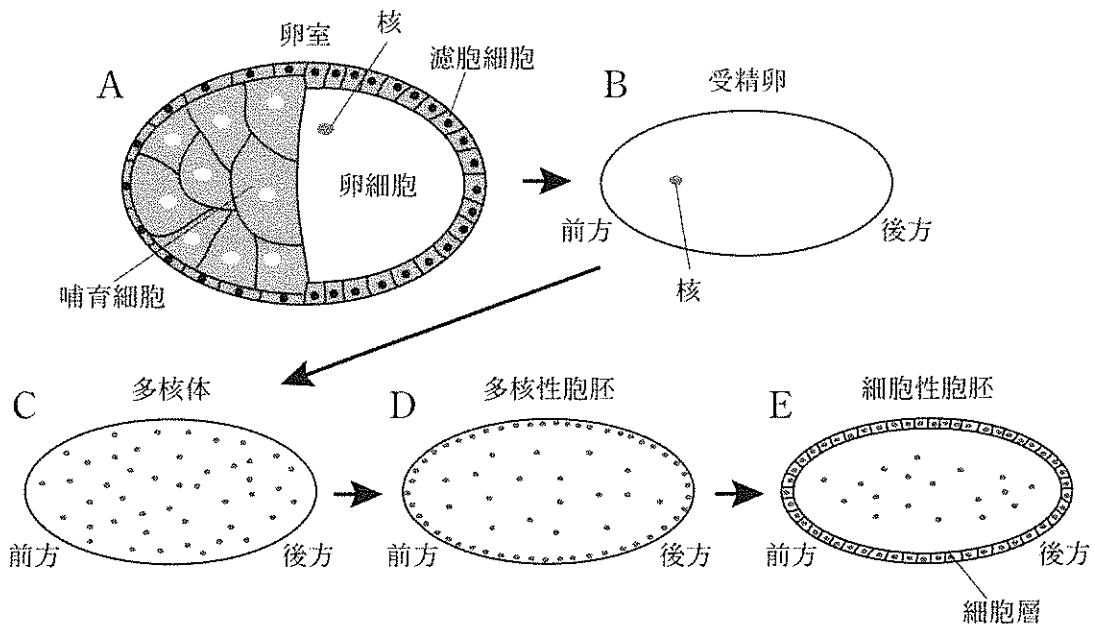 A
卵室
核
濾胞細胞
卵細胞
哺育細胞
B
受精卵
前方
後方
核
C
多核体
前方
後方
D
多核性胞胚
前方
後方
E
細胞性胞胚
前方
後方
細胞層